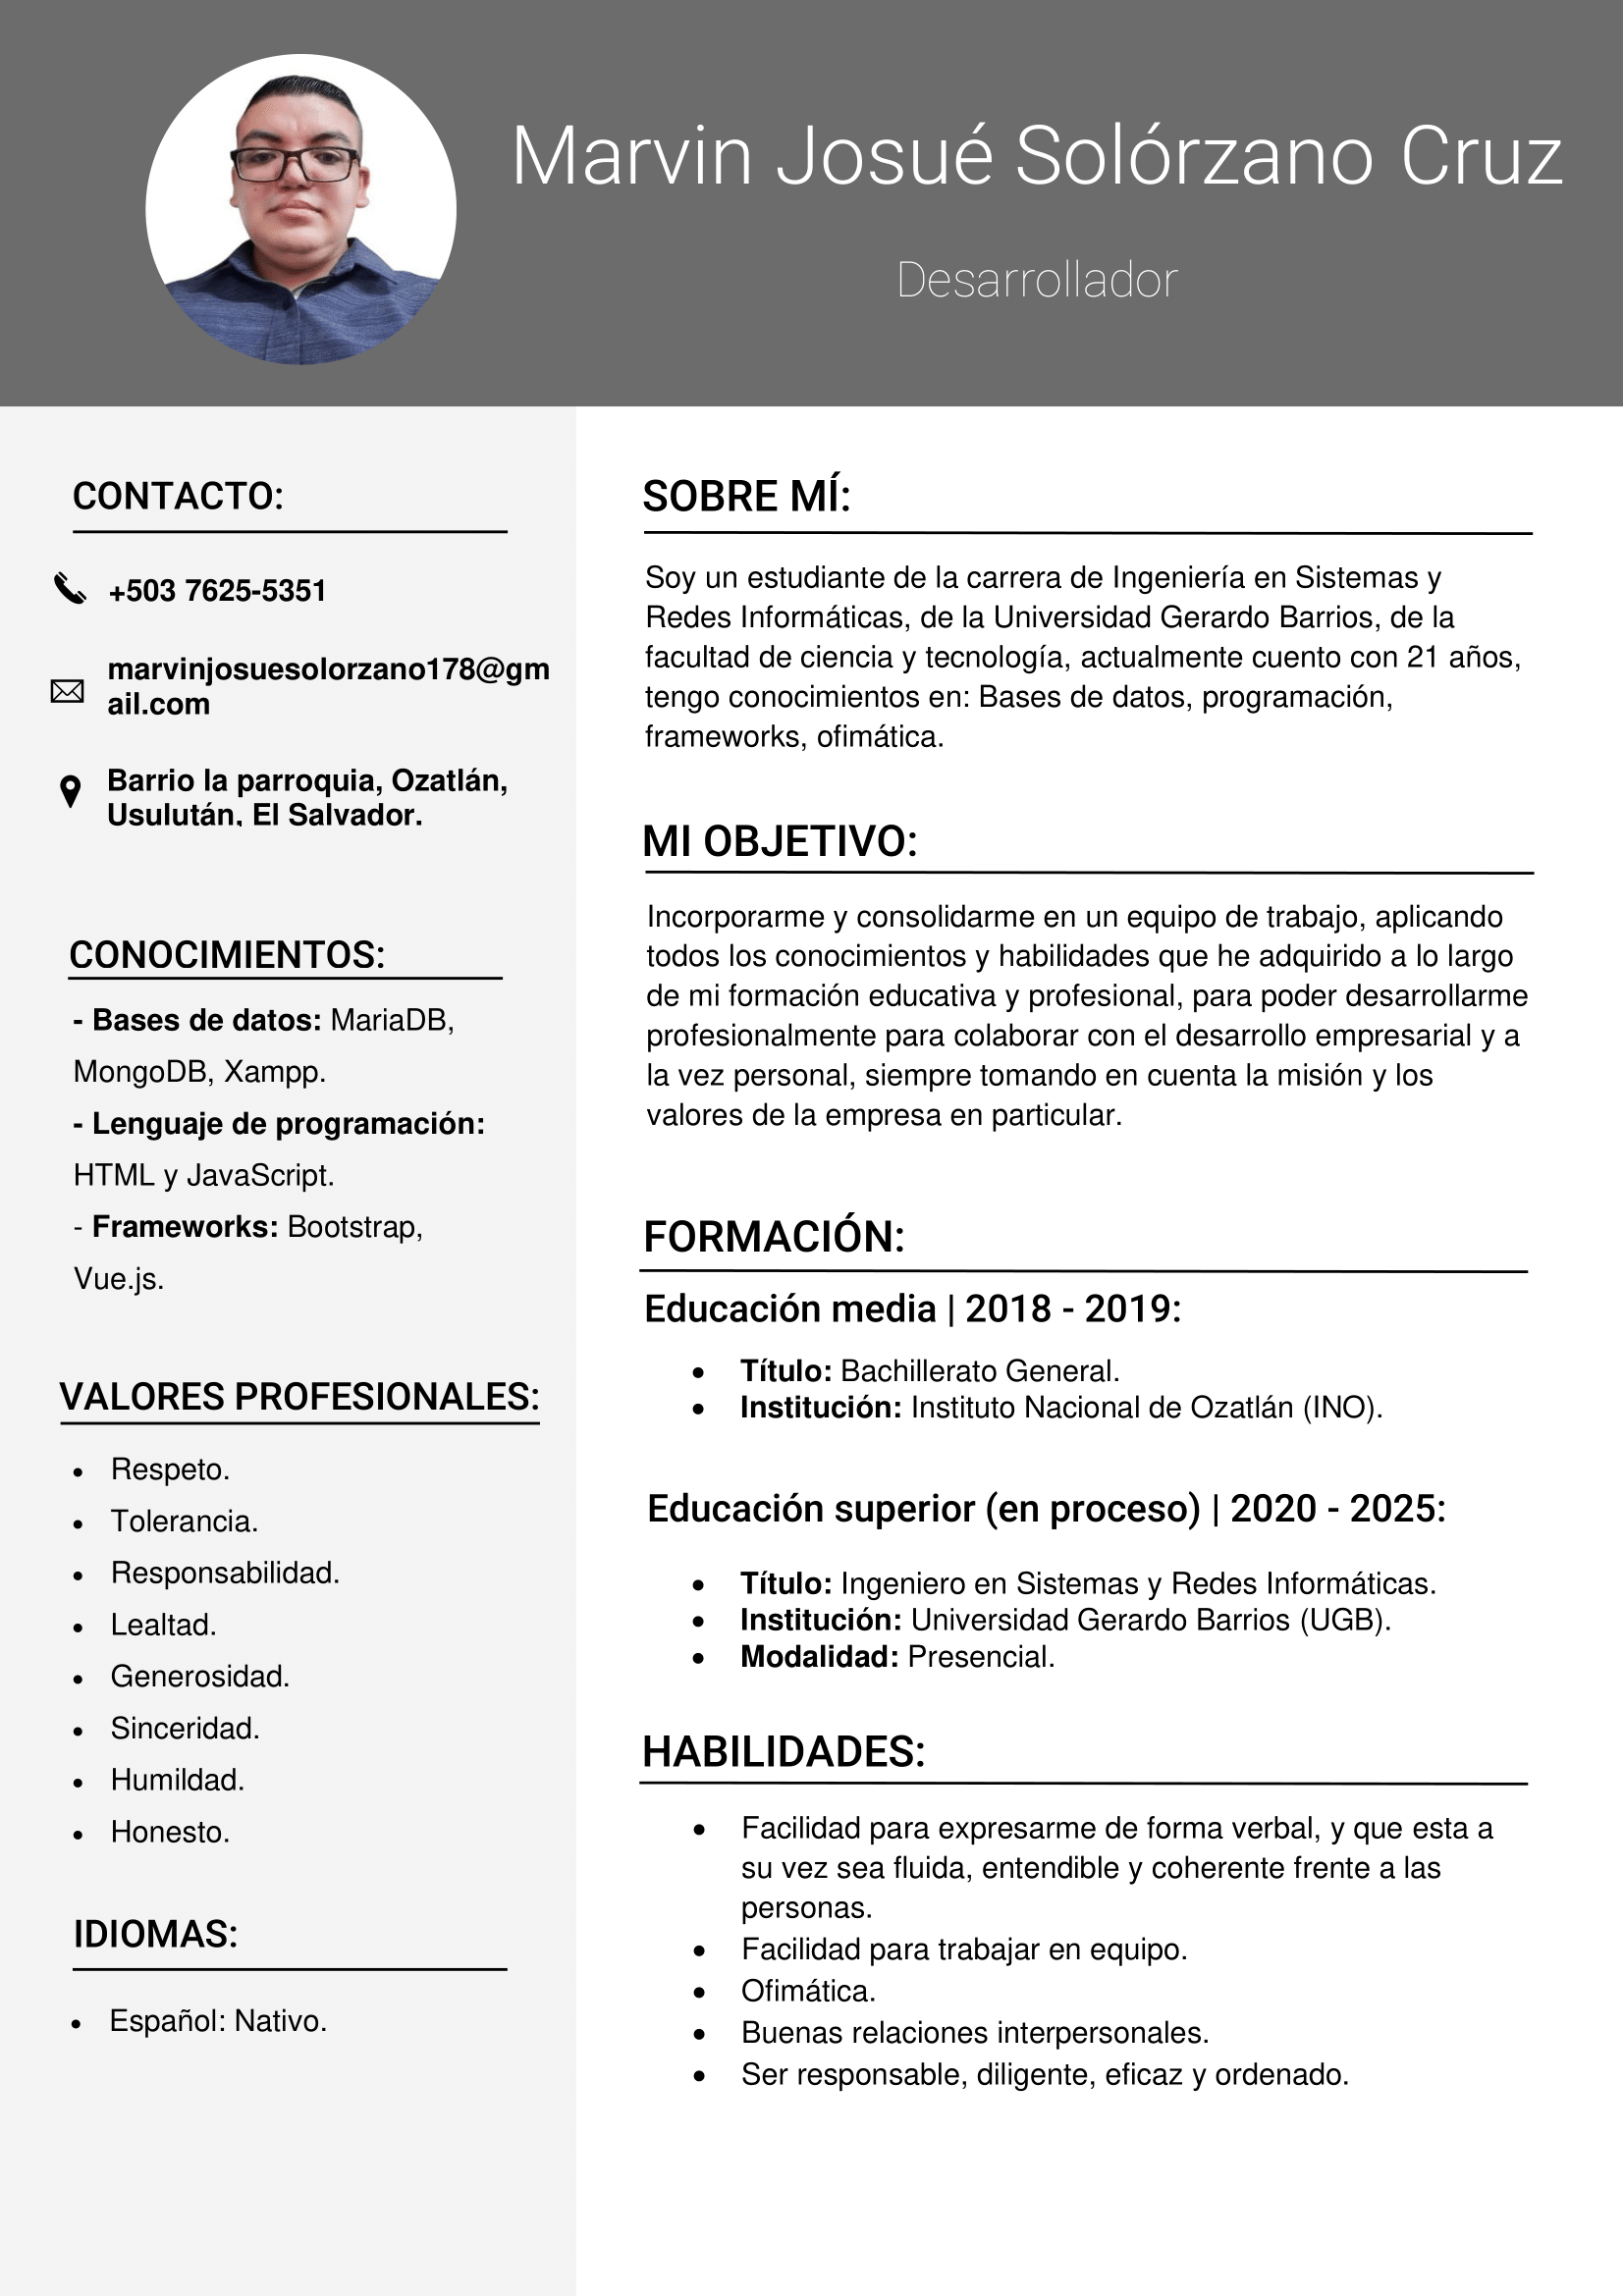 Marvin Josué Solórzano Cruz
Desarrollador
CONTACTO:
+503 7625-5351
marvinjosuesolorzano178@gm
ail.com
Barrio la parroquia, Ozatlán,
Usulután, El Salvador.
CONOCIMIENTOS:
- Bases de datos: MariaDB,
MongoDB, Xampp.
- Lenguaje de programación:
HTML y JavaScript.
- Frameworks: Bootstrap,
Vue.js.
VALORES PROFESIONALES:
• Respeto.
• Tolerancia.
• Responsabilidad.
• Lealtad.
• Generosidad.
• Sinceridad.
• Humildad.
• Honesto.
IDIOMAS:
• Español: Nativo.
SOBRE MÍ:
Soy un estudiante de la carrera de Ingeniería en Sistemas y
Redes Informáticas, de la Universidad Gerardo Barrios, de la
facultad de ciencia y tecnología, actualmente cuento con 21 años,
tengo conocimientos en: Bases de datos, programación,
frameworks, ofimática.
MI OBJETIVO:
Incorporarme y consolidarme en un equipo de trabajo, aplicando
todos los conocimientos y habilidades que he adquirido a lo largo
de mi formación educativa y profesional, para poder desarrollarme
profesionalmente para colaborar con el desarrollo empresarial y a
la vez personal, siempre tomando en cuenta la misión y los
valores de la empresa en particular.
FORMACIÓN:
Educación media | 2018 - 2019:
• Título: Bachillerato General.
• Institución: Instituto Nacional de Ozatlán (INO).
Educación superior (en proceso) | 2020 - 2025:
• Título: Ingeniero en Sistemas y Redes Informáticas.
• Institución: Universidad Gerardo Barrios (UGB).
• Modalidad: Presencial.
HABILIDADES:
• Facilidad para expresarme de forma verbal, y que esta a
su vez sea fluida, entendible y coherente frente a las
personas.
• Facilidad para trabajar en equipo.
• Ofimática.
• Buenas relaciones interpersonales.
• Ser responsable, diligente, eficaz y ordenado.